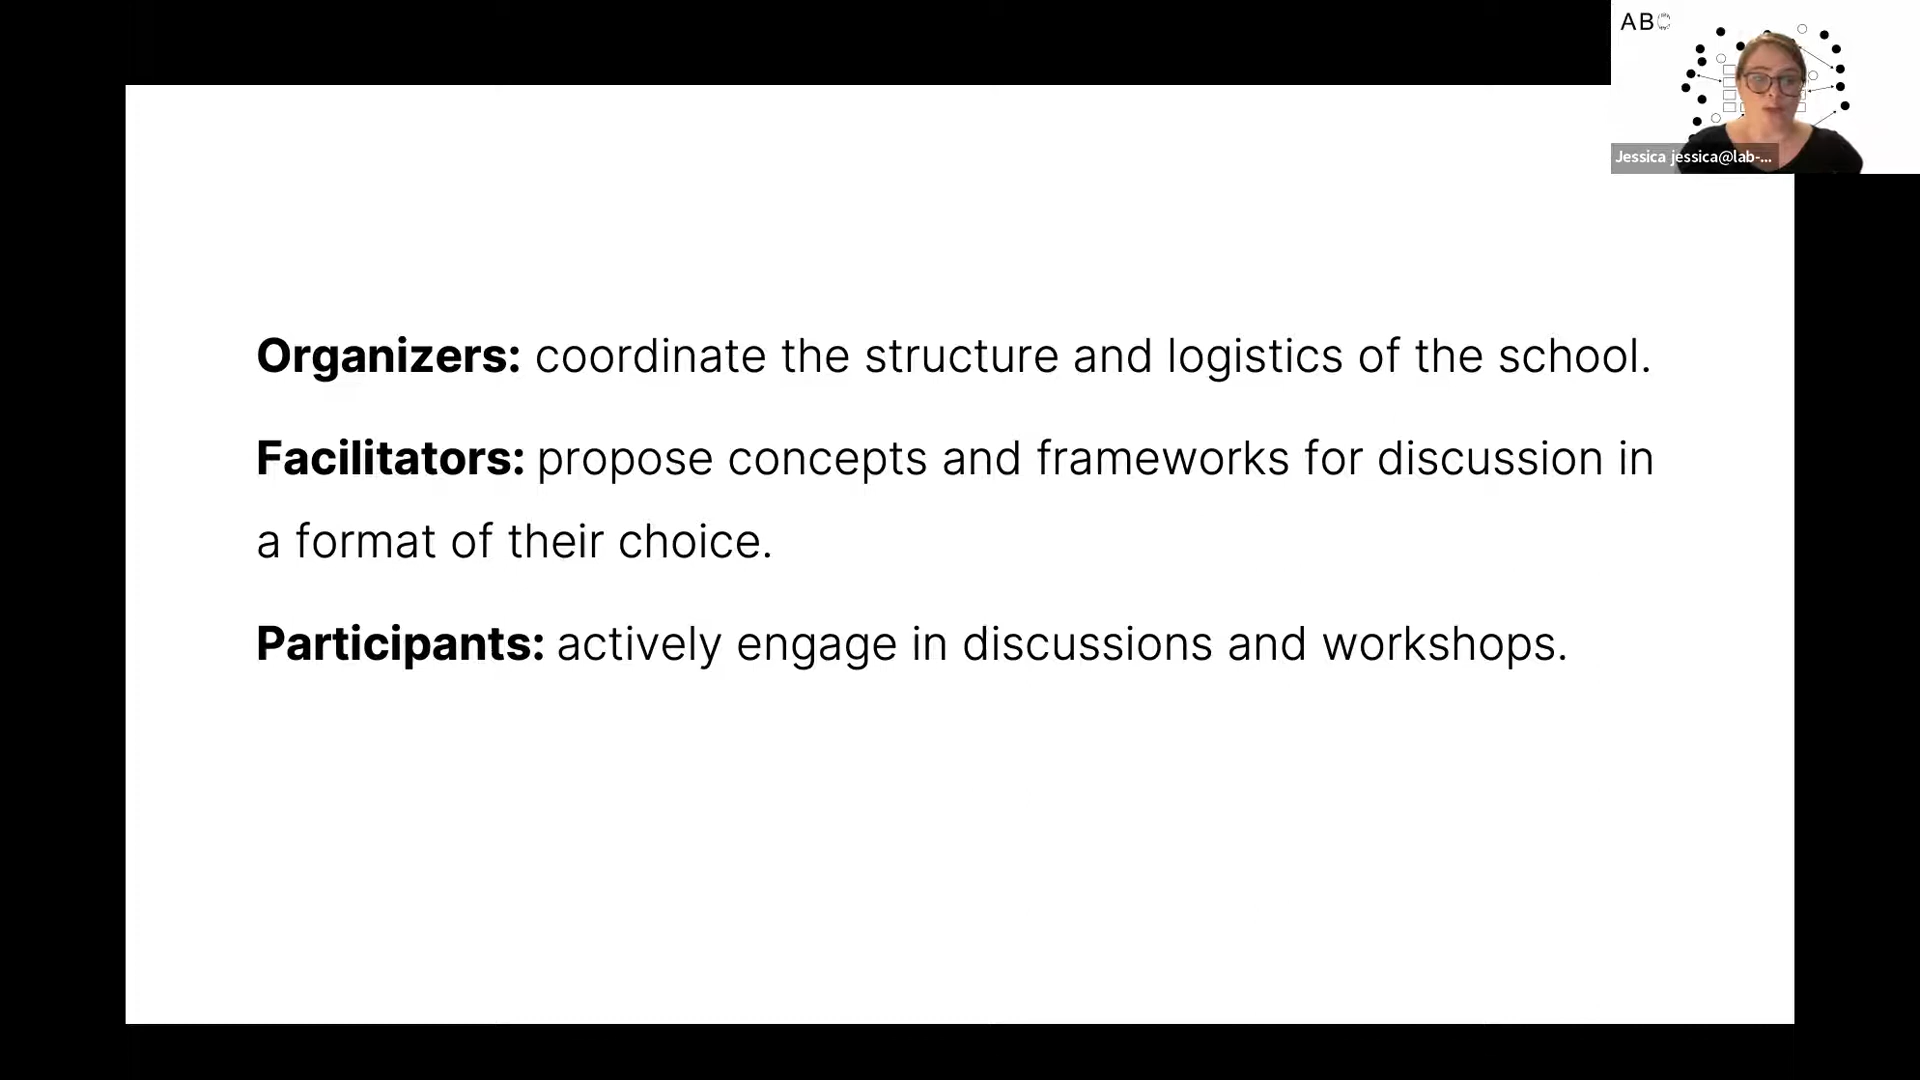 ABC
Jessica jessica@lab-...
Organizers: coordinate the structure and logistics of the school.
Facilitators: propose concepts and frameworks for discussion in
a format of their choice.
Participants: actively engage in discussions and workshops.